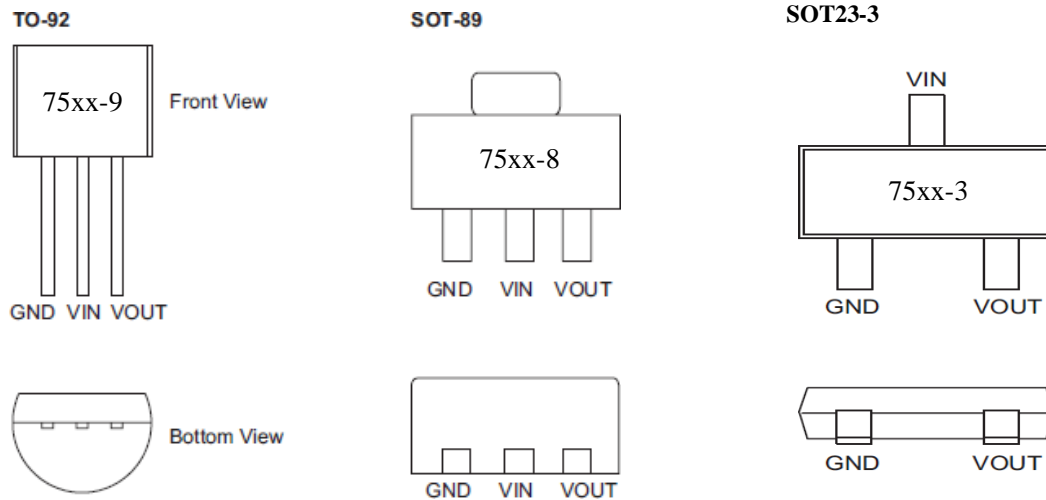 TO-92
SOT-89
SOT23-3
75xx-9
Front View
75xx-8
VIN
75xx-3
GND VIN VOUT
GND VIN VOUT
GND VOUT
Bottom View
GND VIN VOUT
GND VOUT